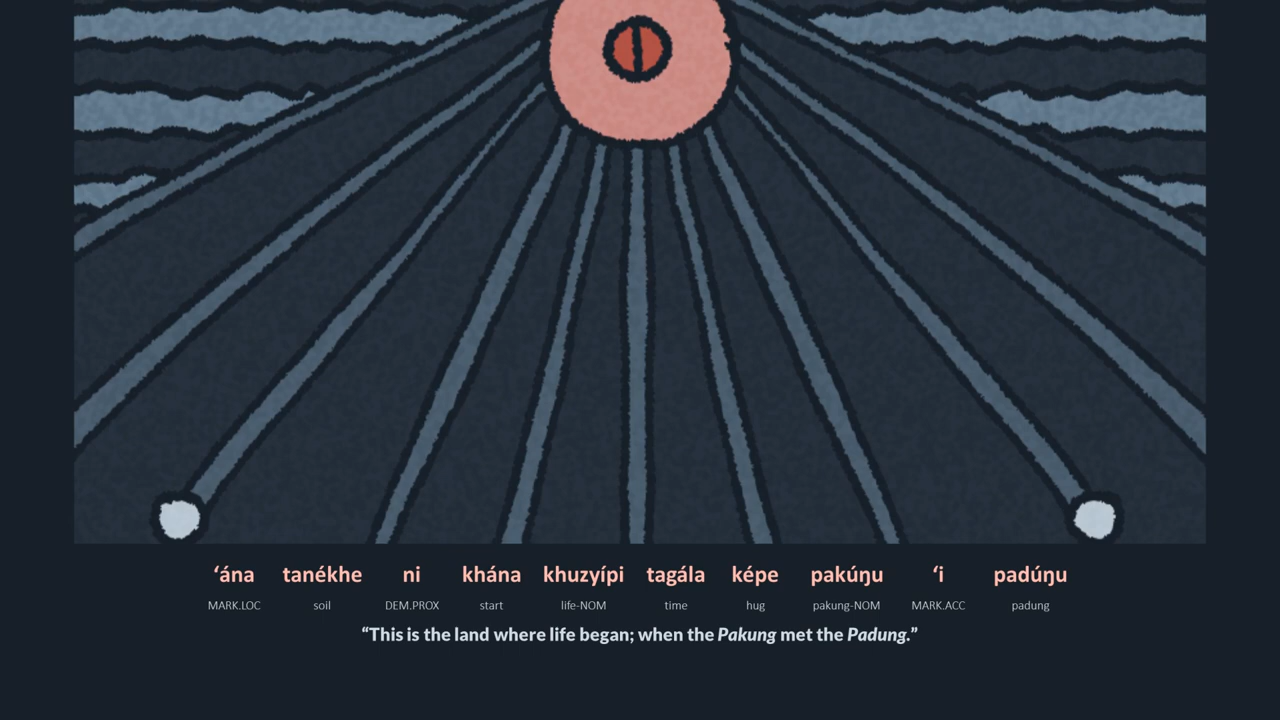 ‘ána tanékhe ni khána khuzyípi tagála képe pakúŋu ‘i padúŋu
MARK.LOC soil DEM.PROX start life-NOM time hug pakung-NOM MARK.ACC padung
“This is the land where life began; when the Pakung met the Padung.”